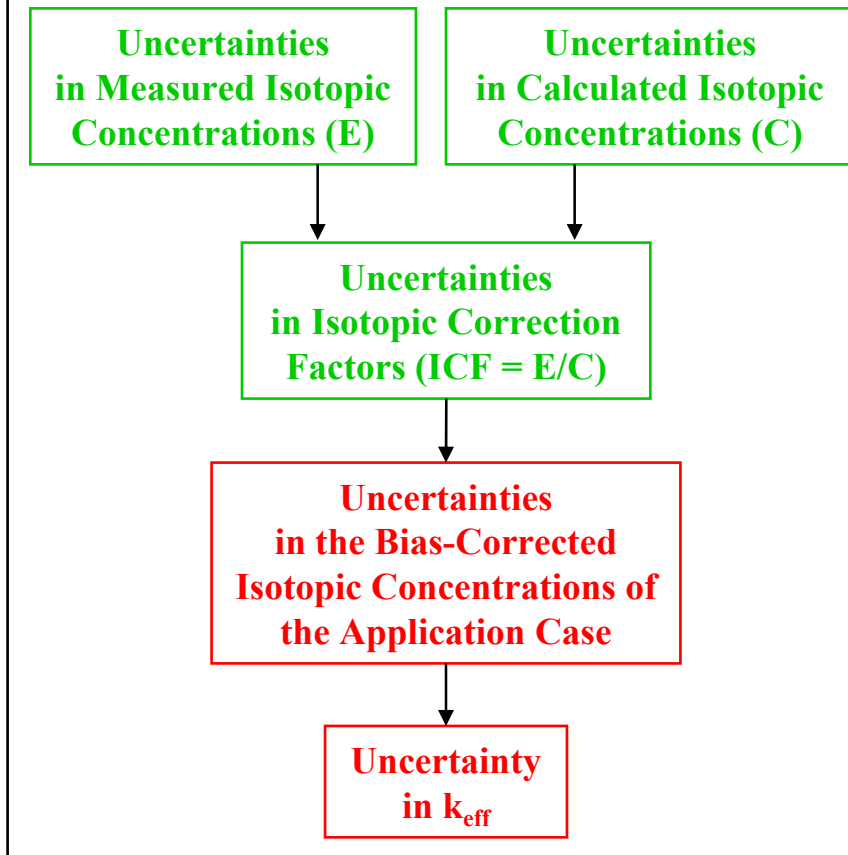 Uncertainties
in Measured Isotopic
Concentrations (E)
Uncertainties
in Calculated Isotopic
Concentrations (C)
Uncertainties
in Isotopic Correction
Factors (ICF = E/C)
Uncertainties
in the Bias-Corrected
Isotopic Concentrations of
the Application Case
Uncertainty
in keff